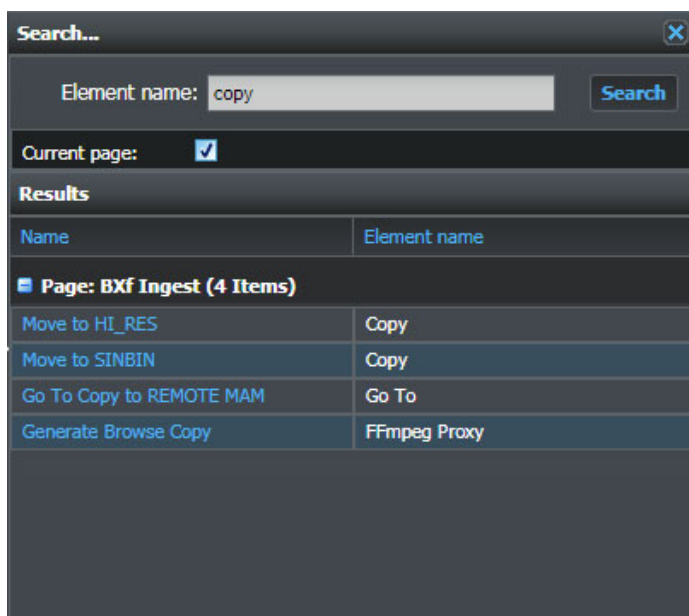 Search...
Element name: copy Search
Current page:
Results
Name Element name
Page: BXf Ingest (4 Items)
Move to HI_RES Copy
Move to SINBIN Copy
Go To Copy to REMOTE MAM Go To
Generate Browse Copy FFmpeg Proxy